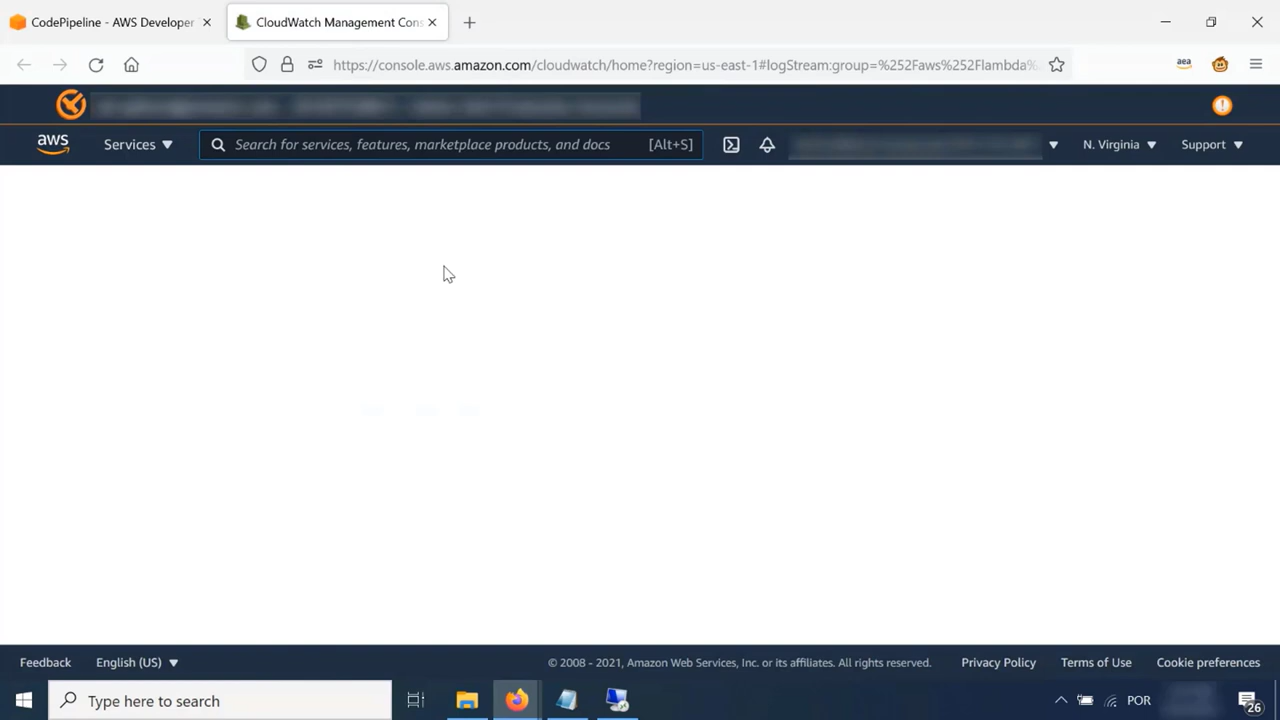 CodePipeline - AWS Developer
CloudWatch Management Cons
https://console.aws.amazon.com/cloudwatch/home?region=us-east-1#logStream:group=%252Faws%252Flambda%
aea
aws
Services
Search for services, features, marketplace products, and docs
[Alt+S]
N. Virginia
Support
Feedback
English (US)
© 2008 - 2021, Amazon Web Services, Inc. or its affiliates. All rights reserved.
Privacy Policy
Terms of Use
Cookie preferences
Type here to search
POR
26